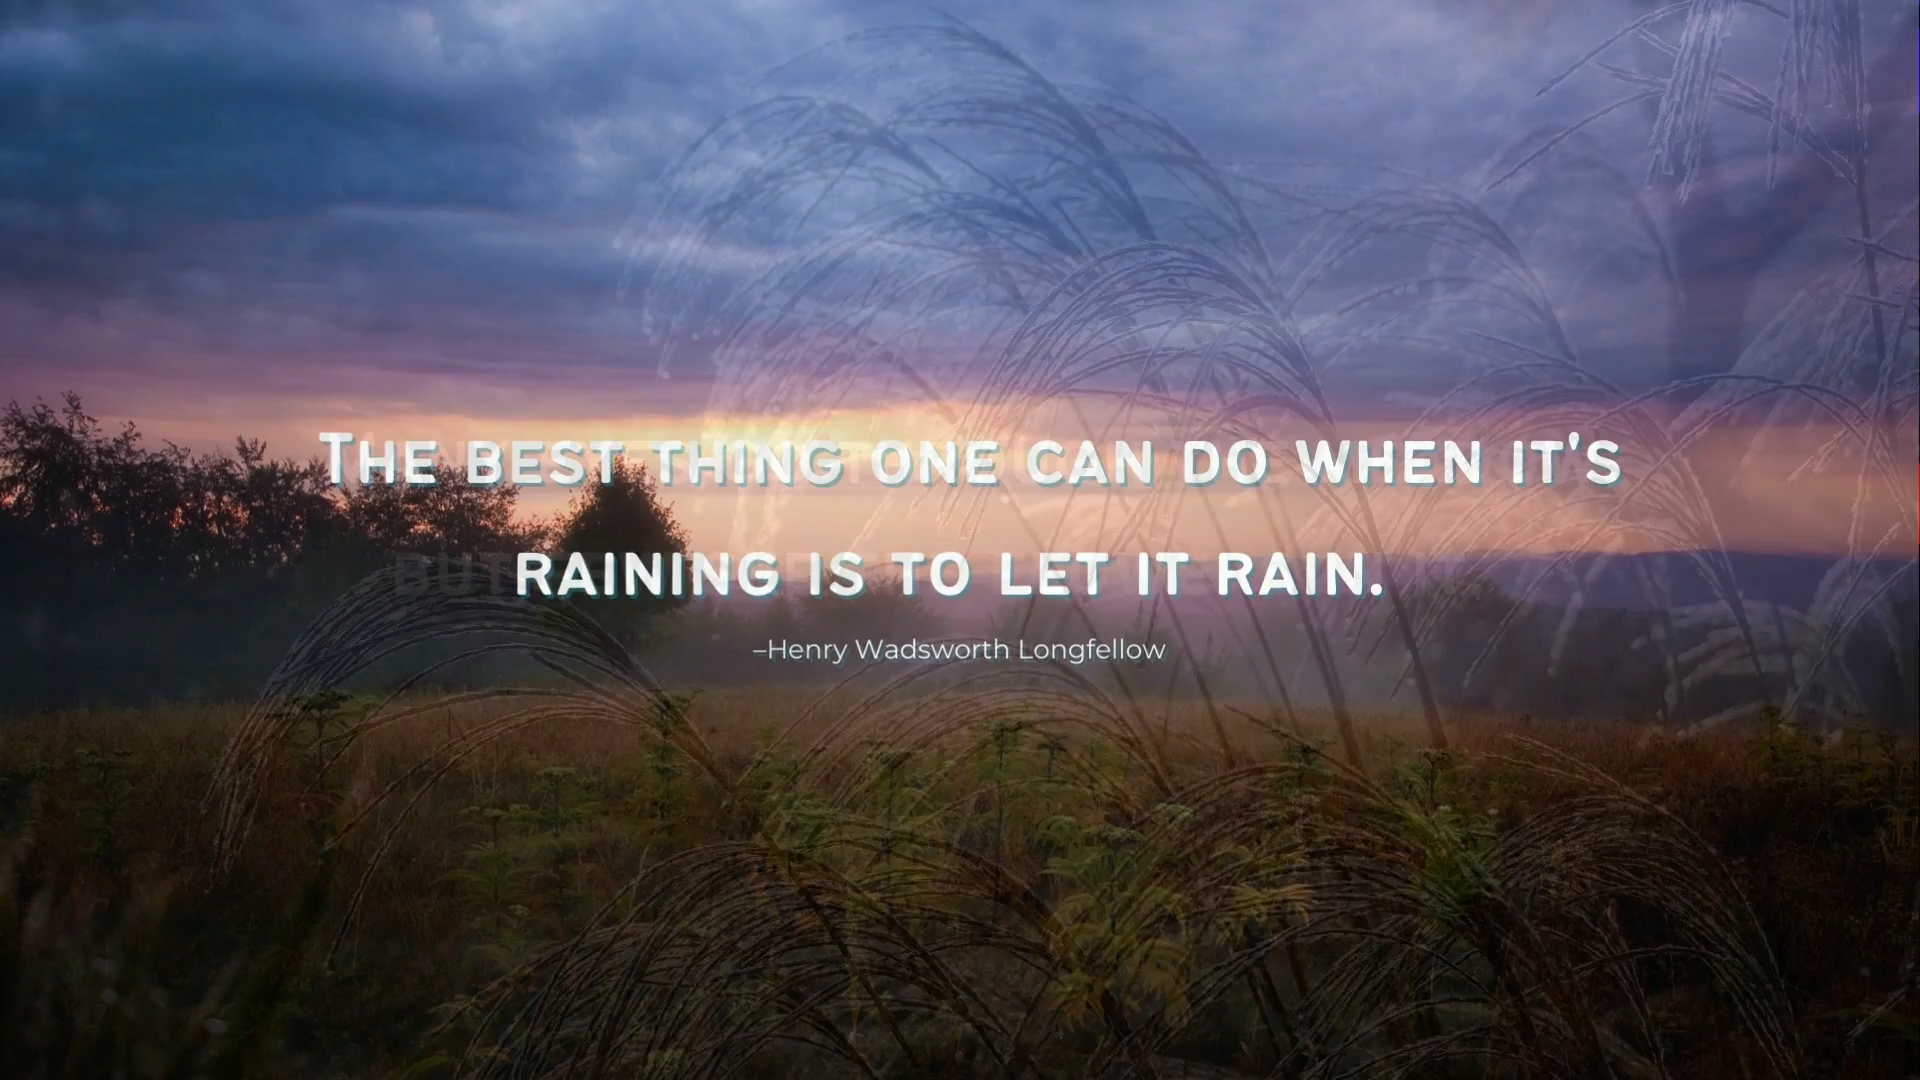 The best thing one can do when it's
raining is to let it rain.
–Henry Wadsworth Longfellow